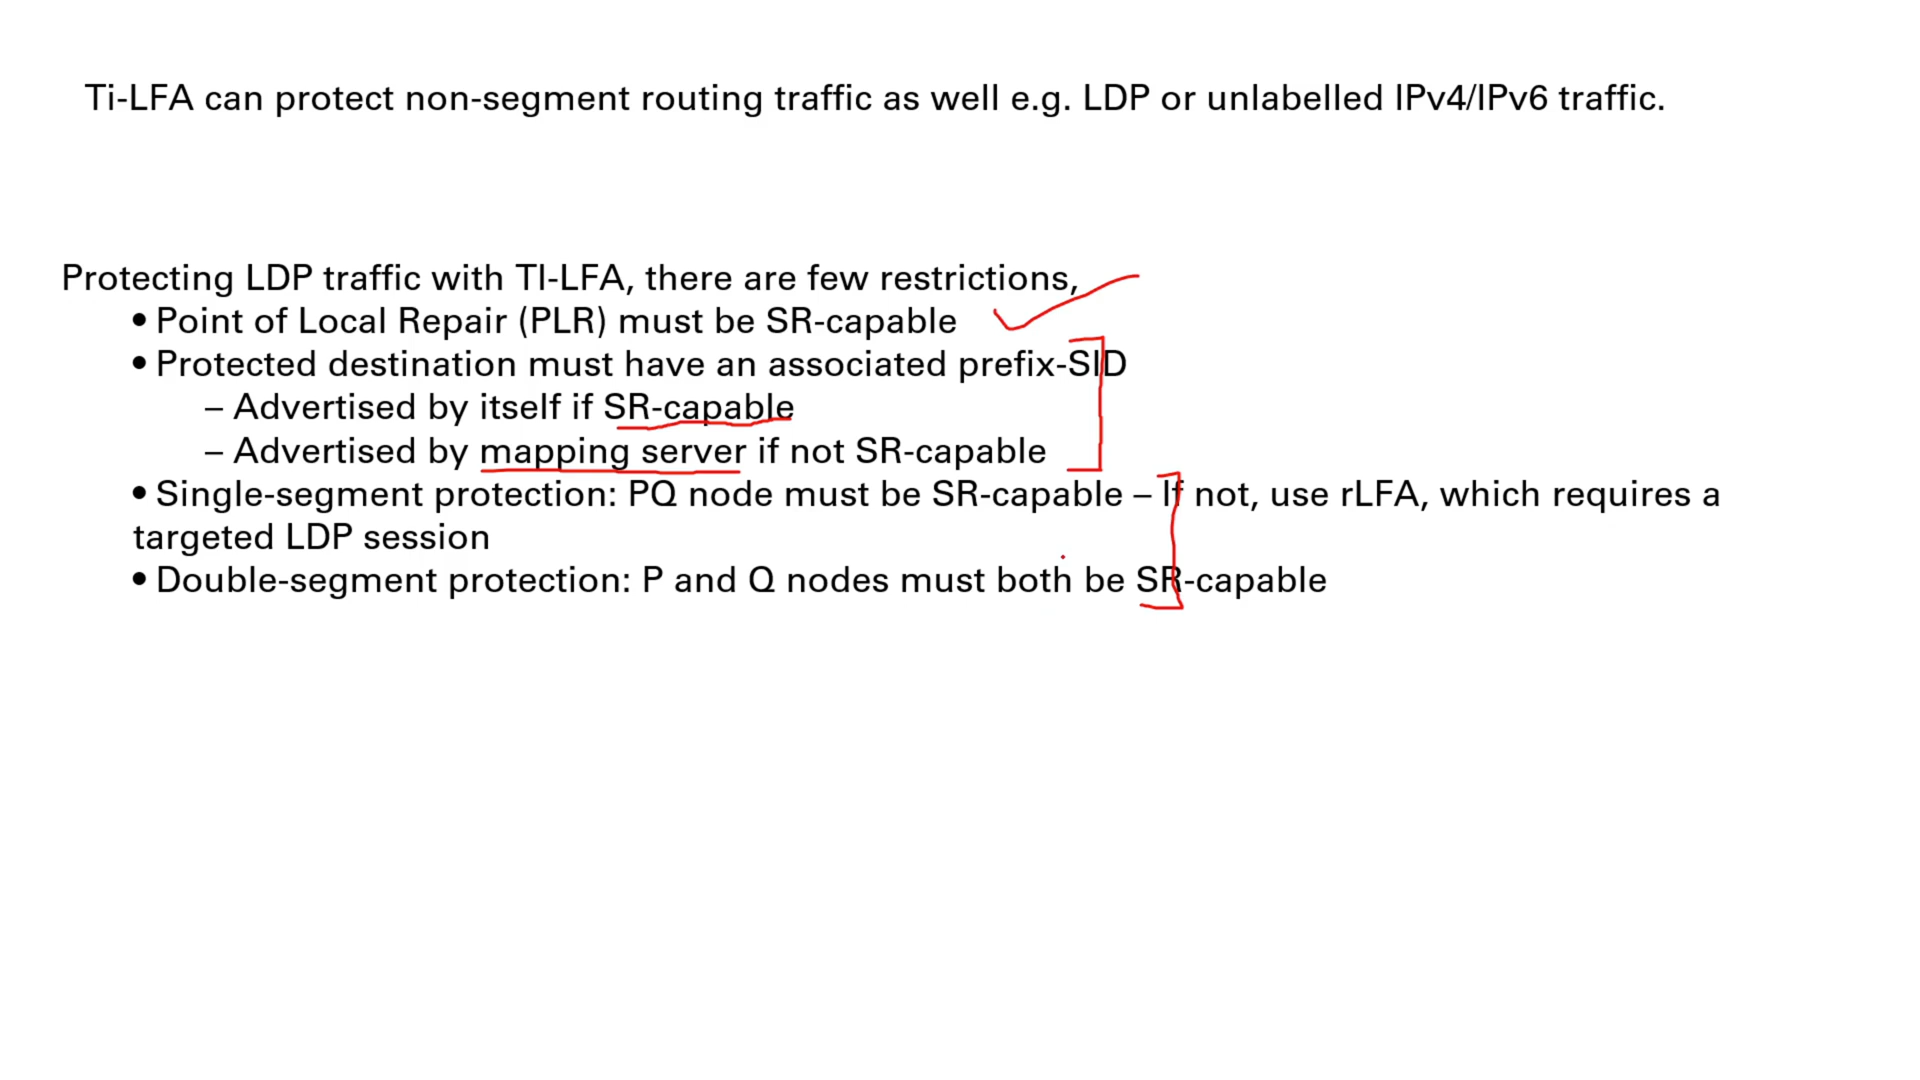 Ti-LFA can protect non-segment routing traffic as well e.g. LDP or unlabelled IPv4/IPv6 traffic.
Protecting LDP traffic with TI-LFA, there are few restrictions,
• Point of Local Repair (PLR) must be SR-capable
• Protected destination must have an associated prefix-SID
– Advertised by itself if SR-capable
– Advertised by mapping server if not SR-capable
• Single-segment protection: PQ node must be SR-capable – If not, use rLFA, which requires a
targeted LDP session
• Double-segment protection: P and Q nodes must both be SR-capable